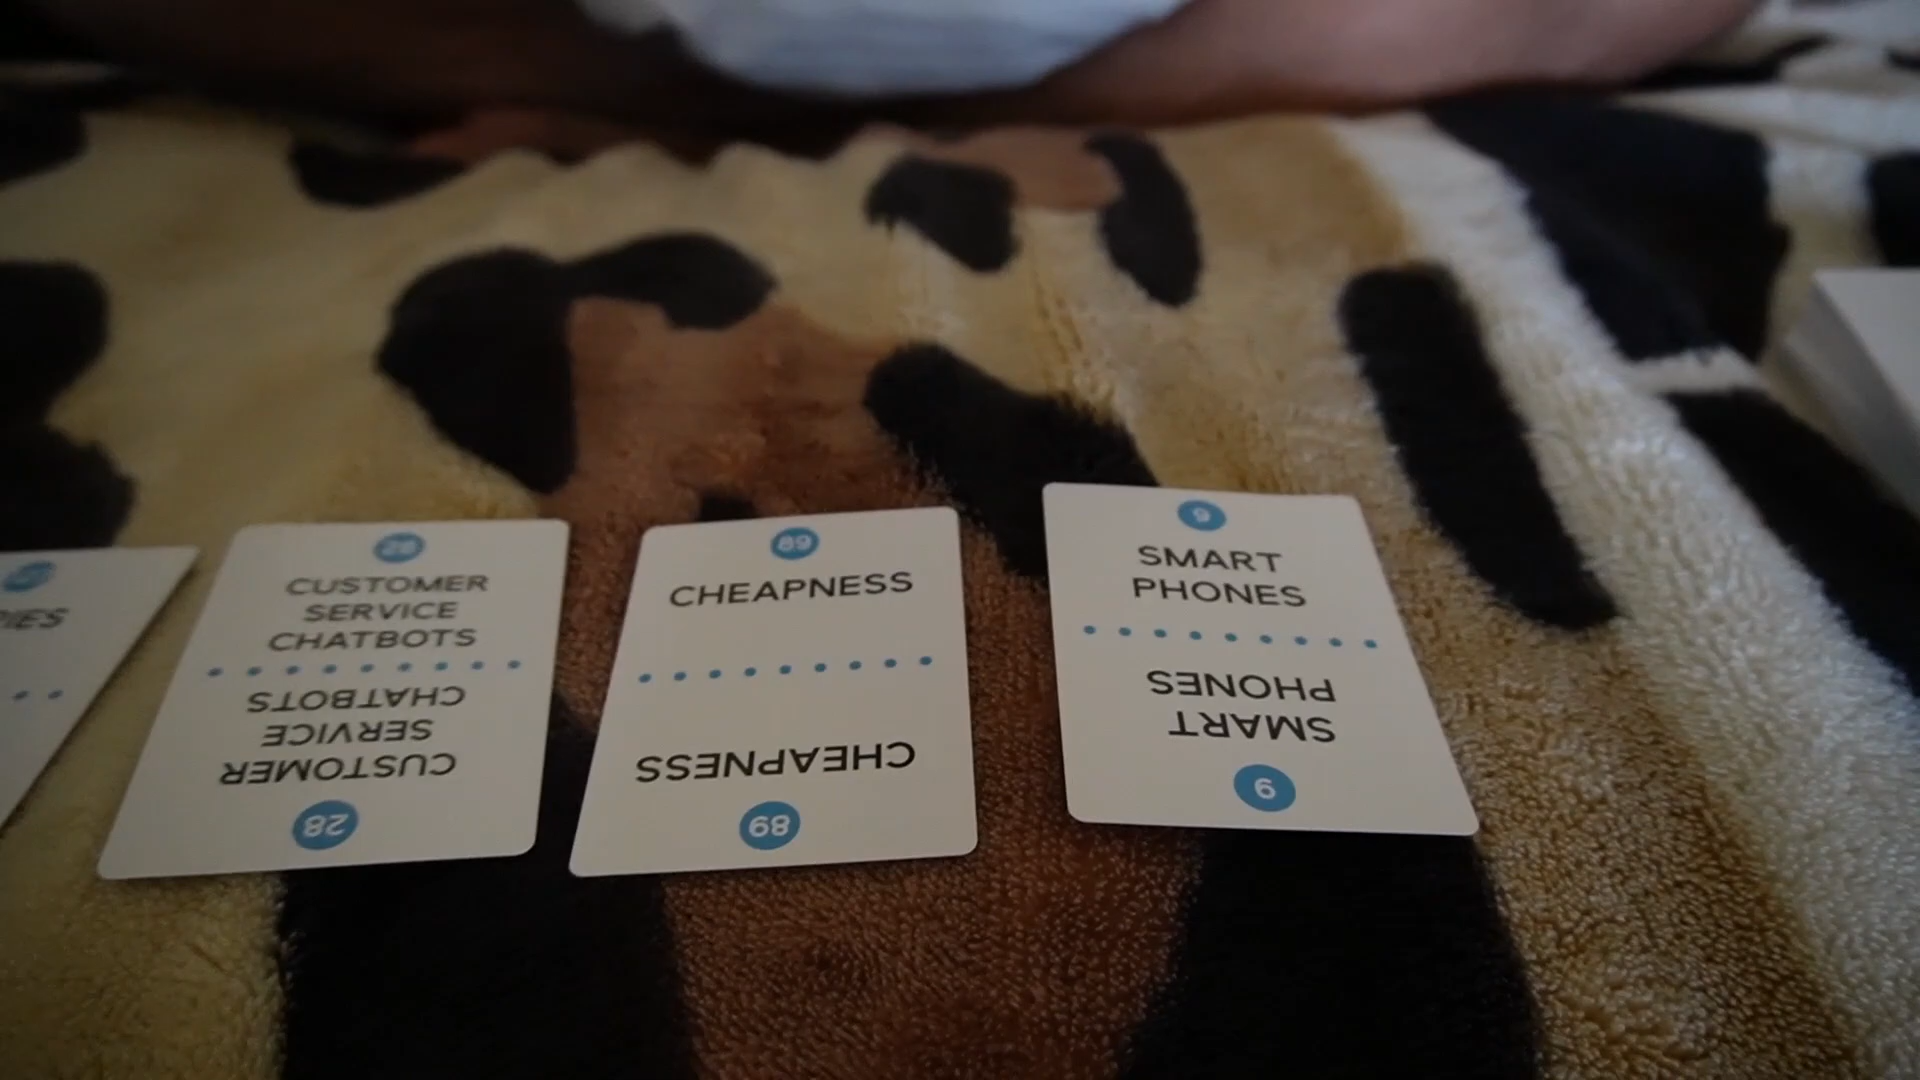 28
CUSTOMER
SERVICE
CHATBOTS
CUSTOMER
SERVICE
CHATBOTS
28
89
CHEAPNESS
CHEAPNESS
89
9
SMART
PHONES
SMART
PHONES
9